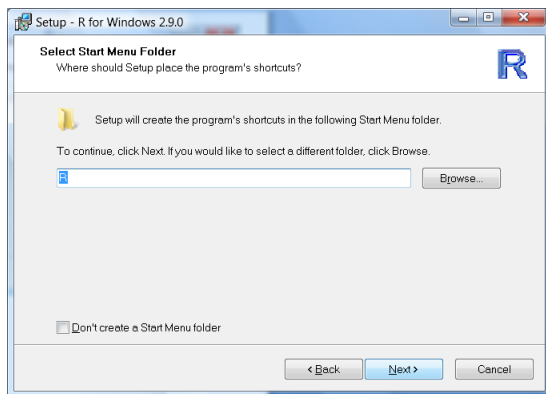 Setup - R for Windows 2.9.0
Select Start Menu Folder
Where should Setup place the program's shortcuts?
R
Setup will create the program's shortcuts in the following Start Menu folder.
To continue, click Next. If you would like to select a different folder, click Browse.
R
Browse...
Don't create a Start Menu folder
< Back
Next >
Cancel